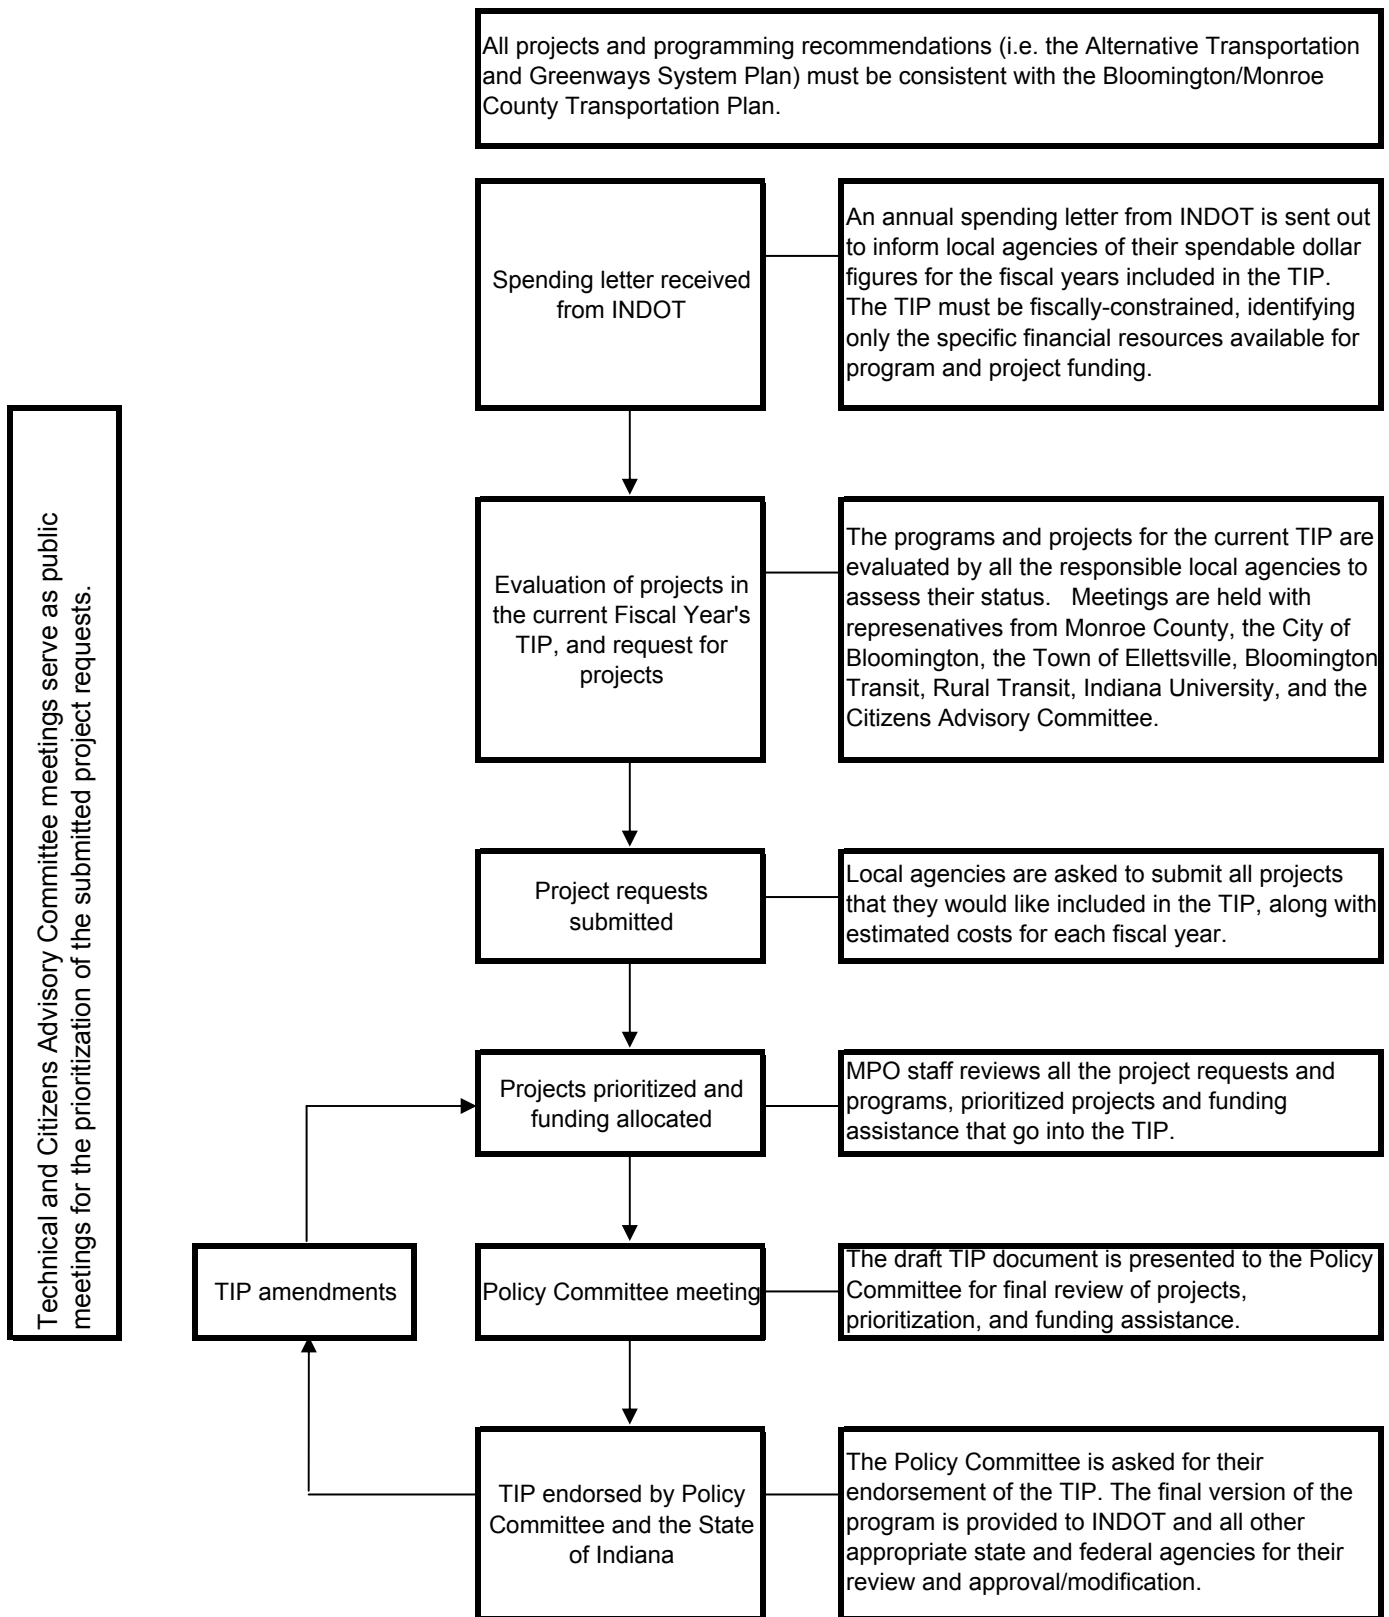 All projects and programming recommendations (i.e. the Alternative Transportation
and Greenways System Plan) must be consistent with the Bloomington/Monroe
County Transportation Plan.
Spending letter received
from INDOT
An annual spending letter from INDOT is sent out
to inform local agencies of their spendable dollar
figures for the fiscal years included in the TIP.
The TIP must be fiscally-constrained, identifying
only the specific financial resources available for
program and project funding.
Technical and Citizens Advisory Committee meetings serve as public
meetings for the prioritization of the submitted project requests.
Evaluation of projects in
the current Fiscal Year's
TIP, and request for
projects
The programs and projects for the current TIP are
evaluated by all the responsible local agencies to
assess their status.   Meetings are held with
represenatives from Monroe County, the City of
Bloomington, the Town of Ellettsville, Bloomington
Transit, Rural Transit, Indiana University, and the
Citizens Advisory Committee.
Project requests
submitted
Local agencies are asked to submit all projects
that they would like included in the TIP, along with
estimated costs for each fiscal year.
Projects prioritized and
funding allocated
MPO staff reviews all the project requests and
programs, prioritized projects and funding
assistance that go into the TIP.
TIP amendments
Policy Committee meeting
The draft TIP document is presented to the Policy
Committee for final review of projects,
prioritization, and funding assistance.
TIP endorsed by Policy
Committee and the State
of Indiana
The Policy Committee is asked for their
endorsement of the TIP. The final version of the
program is provided to INDOT and all other
appropriate state and federal agencies for their
review and approval/modification.